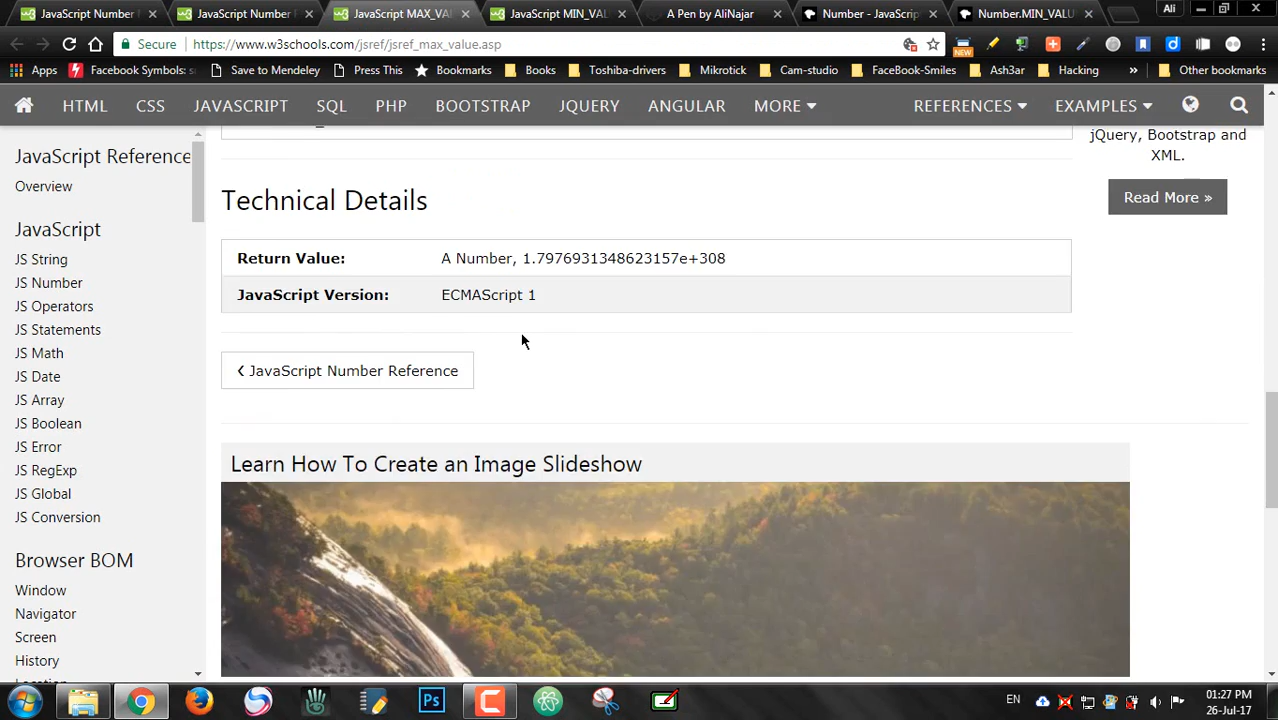 JavaScript Number
JavaScript Number
JavaScript MAX_VA
JavaScript MIN_VAL
A Pen by AliNajar
Number - JavaScrip
Number.MIN_VALU
Ali
Secure
https://www.w3schools.com/jsref/jsref_max_value.asp
NEW
Apps
Facebook Symbols:
Save to Mendeley
Press This
Bookmarks
Books
Toshiba-drivers
Mikrotick
Cam-studio
FaceBook-Smiles
Ash3ar
Hacking
»
Other bookmarks
HTML
CSS
JAVASCRIPT
SQL
PHP
BOOTSTRAP
JQUERY
ANGULAR
MORE
REFERENCES
EXAMPLES
JavaScript Reference
Overview
JavaScript
JS String
JS Number
JS Operators
JS Statements
JS Math
JS Date
JS Array
JS Boolean
JS Error
JS RegExp
JS Global
JS Conversion
Browser BOM
Window
Navigator
Screen
History
Technical Details
Return Value: A Number, 1.7976931348623157e+308
JavaScript Version: ECMAScript 1
‹ JavaScript Number Reference
Learn How To Create an Image Slideshow
jQuery, Bootstrap and
XML.
Read More »
Ps
EN
01:27 PM
26-Jul-17